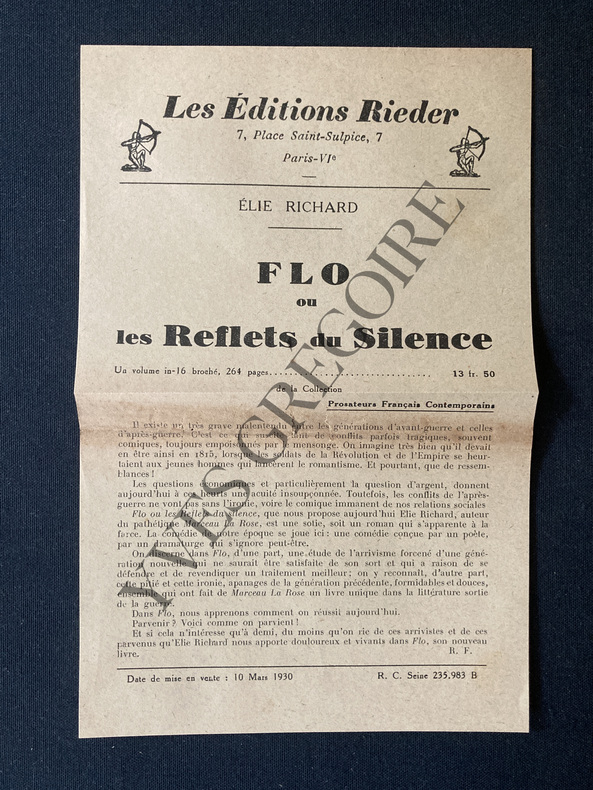 Les Éditions Rieder
7, Place Saint-Sulpice, 7
Paris-VIe
ÉLIE RICHARD
FLO
ou
les Reflets du Silence
Un volume in-16 broché, 264 pages............................ 13 fr. 50
de la Collection
Prosateurs Français Contemporains
Il existe un très grave malentendu entre les générations d'avant-guerre et celles
d'après-guerre. C'est ce qui engendre tant de conflits parfois tragiques, souvent
comiques, toujours empoisonnés par le mensonge. On imagine très bien qu'il devait
en être ainsi en 1815, lorsque les soldats de la Révolution et de l'Empire se heur-
taient aux jeunes hommes qui lancèrent le romantisme. Et pourtant, que de ressem-
blances !
Les questions économiques et particulièrement la question d'argent, donnent
aujourd'hui à ces heurts une acuité insoupçonnée. Toutefois, les conflits de l'après-
guerre ne vont pas sans l'ironie, voire le comique immanent de nos relations sociales
Flo ou les Reflets du Silence, que nous propose aujourd'hui Elie Richard, auteur
du pathétique Marceau La Rose, est une sotie, soit un roman qui s'apparente à la
farce. La comédie de notre époque se joue ici : une comédie conçue par un poète,
par un dramaturge qui s'ignore peut-être.
On discerne dans Flo, d'une part, une étude de l'arrivisme forcené d'une géné-
ration nouvelle qui ne saurait être satisfaite de son sort et qui a raison de se
défendre et de revendiquer un traitement meilleur; on y reconnaît, d'autre part,
cette pitié et cette ironie, apanages de la génération précédente, formidables et douces,
ensemble qui ont fait de Marceau La Rose un livre unique dans la littérature sortie
de la guerre.
Dans Flo, nous apprenons comment on réussit aujourd'hui.
Parvenir ? Voici comme on parvient !
Et si cela n'intéresse qu'à demi, du moins qu'on rie de ces arrivistes et de ces
parvenus qu'Elie Richard nous apporte douloureux et vivants dans Flo, son nouveau
livre. R. F.
Date de mise en vente : 10 Mars 1930 R. C. Seine 235,983 B
YVES GREGOIRE